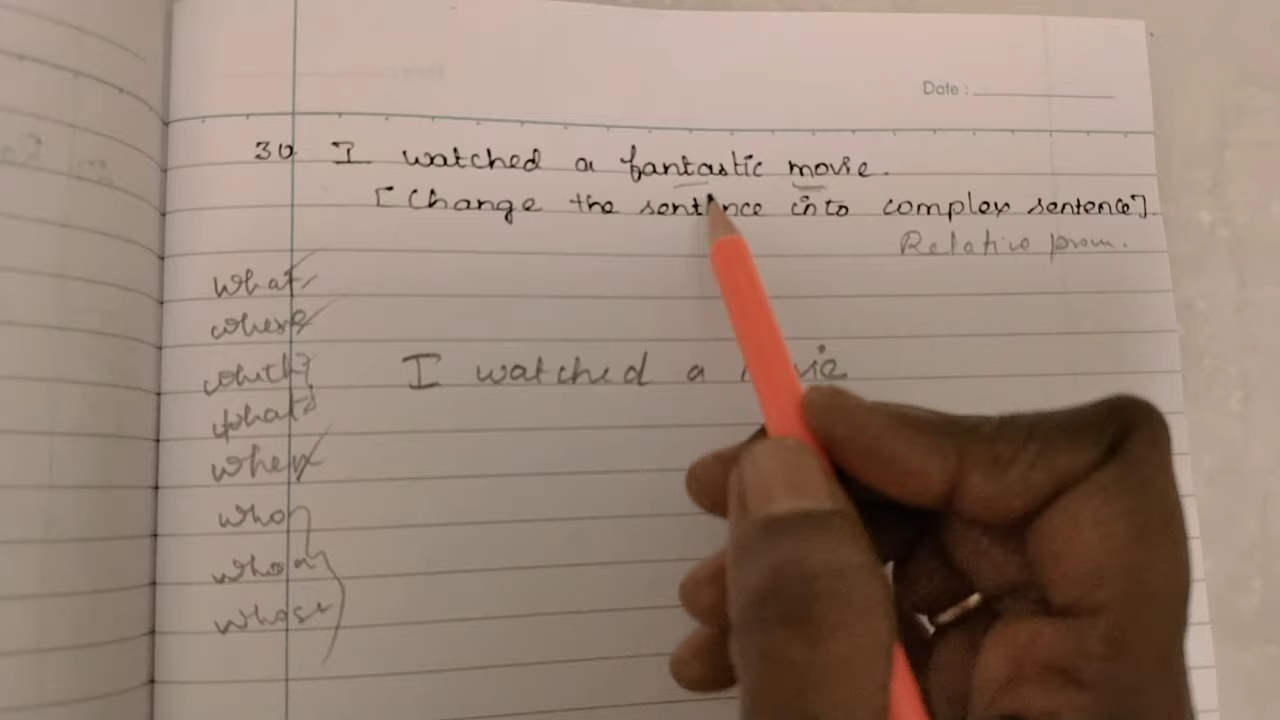 Date :
30 I watched a fantastic movie.
[Change the sentence into complex sentence].
Relative pron.
what
where
which
that
when
who
whom
whose
I watched a movie